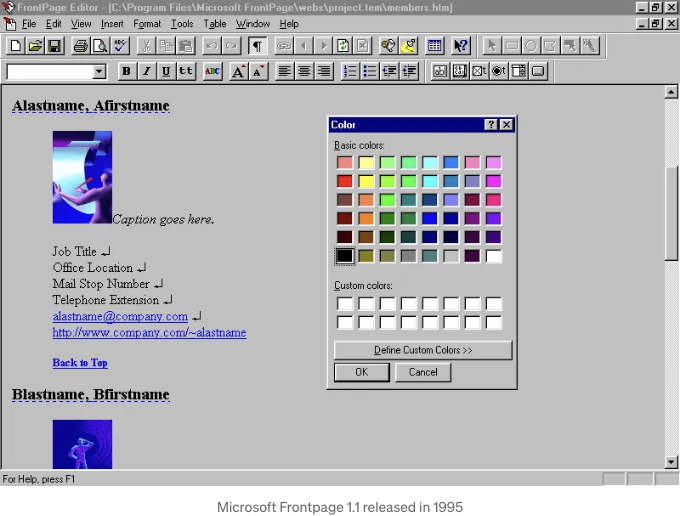 FrontPage Editor - [C:\Program Files\Microsoft FrontPage\webs\project.tem\members.htm]
File Edit View Insert Format Tools Table Window Help
B I U tt ABC A A
Alastname, Afirstname
Caption goes here.
Job Title
Office Location
Mail Stop Number
Telephone Extension
alastname@company.com
http://www.company.com/~alastname
Back to Top
Blastname, Bfirstname
Color
Basic colors:
Custom colors:
Define Custom Colors >>
OK Cancel
For Help, press F1
Microsoft Frontpage 1.1 released in 1995